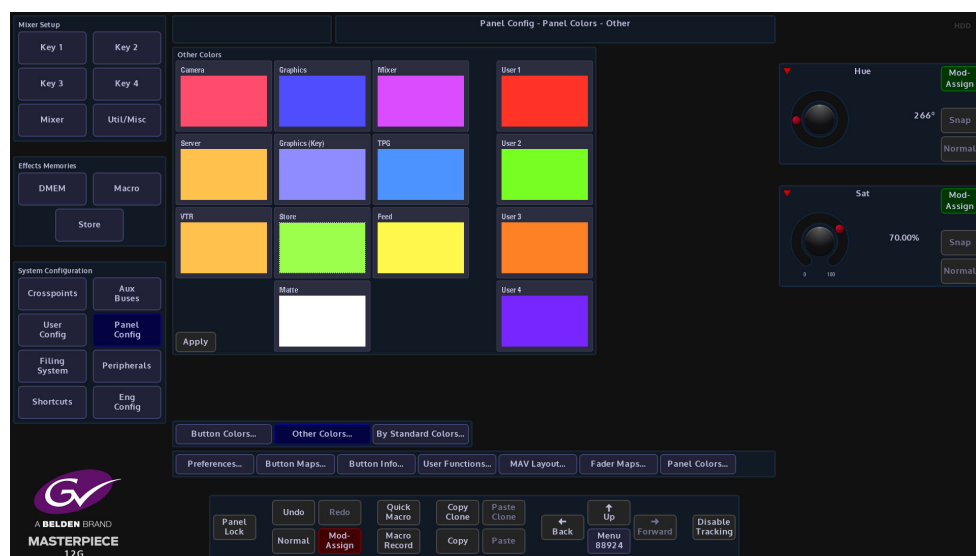 Mixer Setup
Key 1
Key 2
Key 3
Key 4
Mixer
Util/Misc
Effects Memories
DMEM
Macro
Store
System Configuration
Crosspoints
Aux
Buses
User
Config
Panel
Config
Filing
System
Peripherals
Shortcuts
Eng
Config
GV
A BELDEN BRAND
MASTERPIECE
12G
Panel Config - Panel Colors - Other
HDD
Other Colors
Camera
Graphics
Mixer
User 1
Server
Graphics (Key)
TPG
User 2
VTR
Store
Feed
User 3
Matte
User 4
Apply
Hue
Mod-
Assign
266°
Snap
Normal
Sat
Mod-
Assign
70.00%
Snap
0 100
Normal
Button Colors...
Other Colors...
By Standard Colors...
Preferences...
Button Maps...
Button Info...
User Functions...
MAV Layout...
Fader Maps...
Panel Colors...
Panel
Lock
Undo
Redo
Normal
Mod-
Assign
Quick
Macro
Macro
Record
Copy
Clone
Paste
Clone
Copy
Paste
← 
Back
↑
Up
Menu
88924
→
Forward
Disable
Tracking